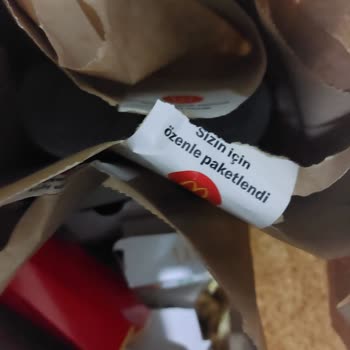 Sizin için
özenle paketlendi